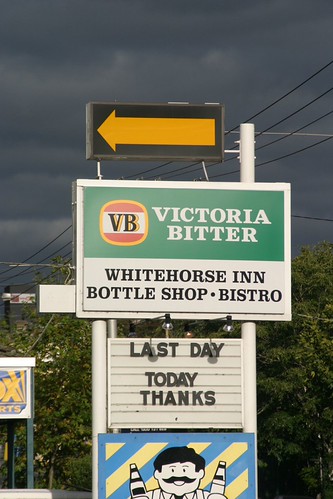 VB
VICTORIA
BITTER
WHITEHORSE INN
BOTTLE SHOP · BISTRO
LAST DAY
TODAY
THANKS